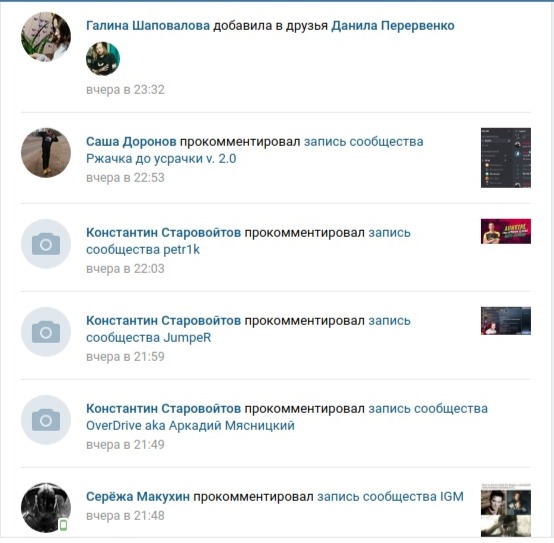 Галина Шаповалова добавила в друзья Данила Перервенко
вчера в 23:32
Саша Доронов прокомментировал запись сообщества
Ржачка до усрачки v. 2.0
вчера в 22:53
Константин Старовойтов прокомментировал запись
сообщества petr1k
вчера в 22:03
Константин Старовойтов прокомментировал запись
сообщества JumpeR
вчера в 21:59
Константин Старовойтов прокомментировал запись сообщества
OverDrive aka Аркадий Мясницкий
вчера в 21:49
Серёжа Макухин прокомментировал запись сообщества IGM
вчера в 21:48